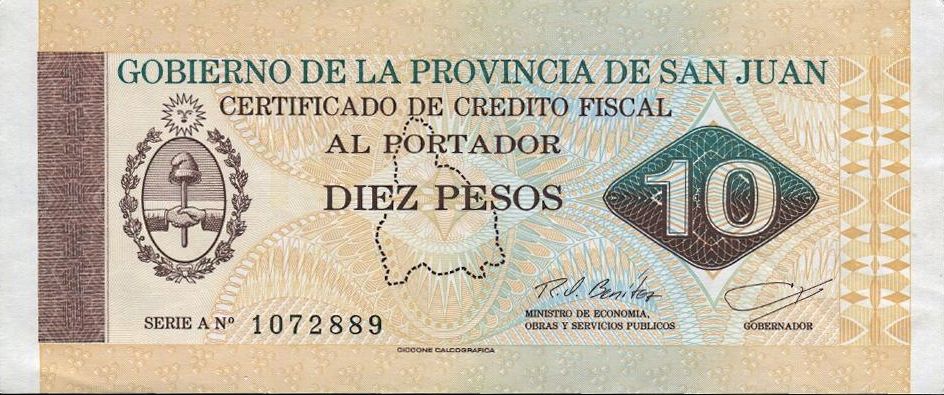 GOBIERNO DE LA PROVINCIA DE SAN JUAN
CERTIFICADO DE CREDITO FISCAL
AL PORTADOR
DIEZ PESOS
10
R.J. Benítez
MINISTRO DE ECONOMIA,
OBRAS Y SERVICIOS PUBLICOS
GOBERNADOR
SERIE A Nº 1072889
CICCONE CALCOGRAFICA